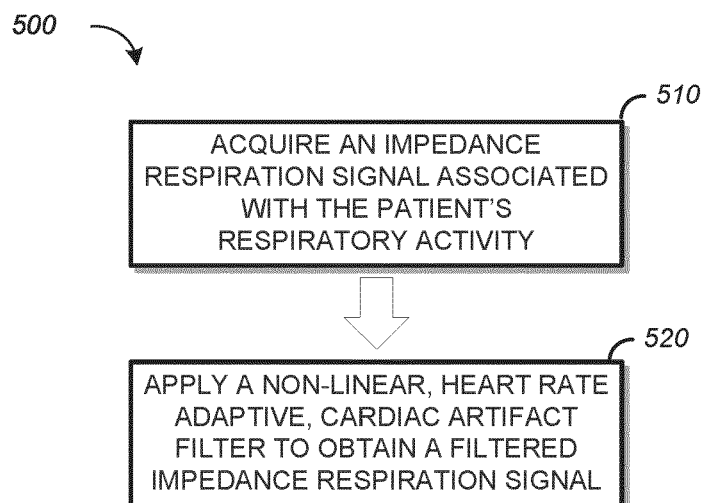 500
510
ACQUIRE AN IMPEDANCE
RESPIRATION SIGNAL ASSOCIATED
WITH THE PATIENT'S
RESPIRATORY ACTIVITY
520
APPLY A NON-LINEAR, HEART RATE
ADAPTIVE, CARDIAC ARTIFACT
FILTER TO OBTAIN A FILTERED
IMPEDANCE RESPIRATION SIGNAL